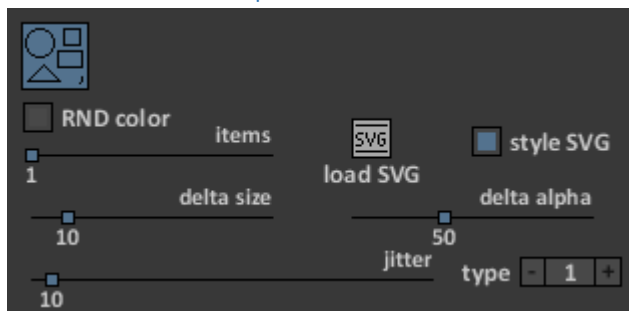 RND color
items
SVG
style SVG
1
load SVG
delta size
delta alpha
10
50
jitter
type - 1 +
10